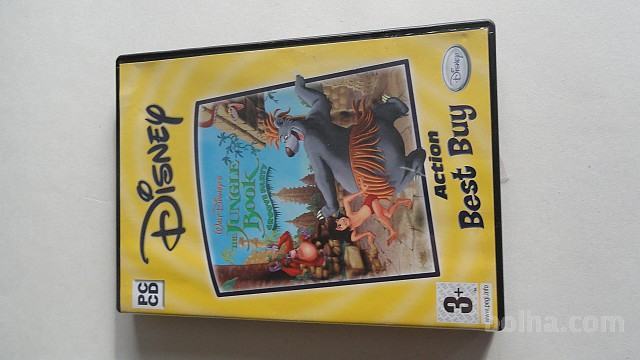 PC
CD
Disney
Walt Disney's
THE JUNGLE
BOOK
GROOVE PARTY
Action
Best Buy
Disney
3+
www.pegi.info
bolha.com